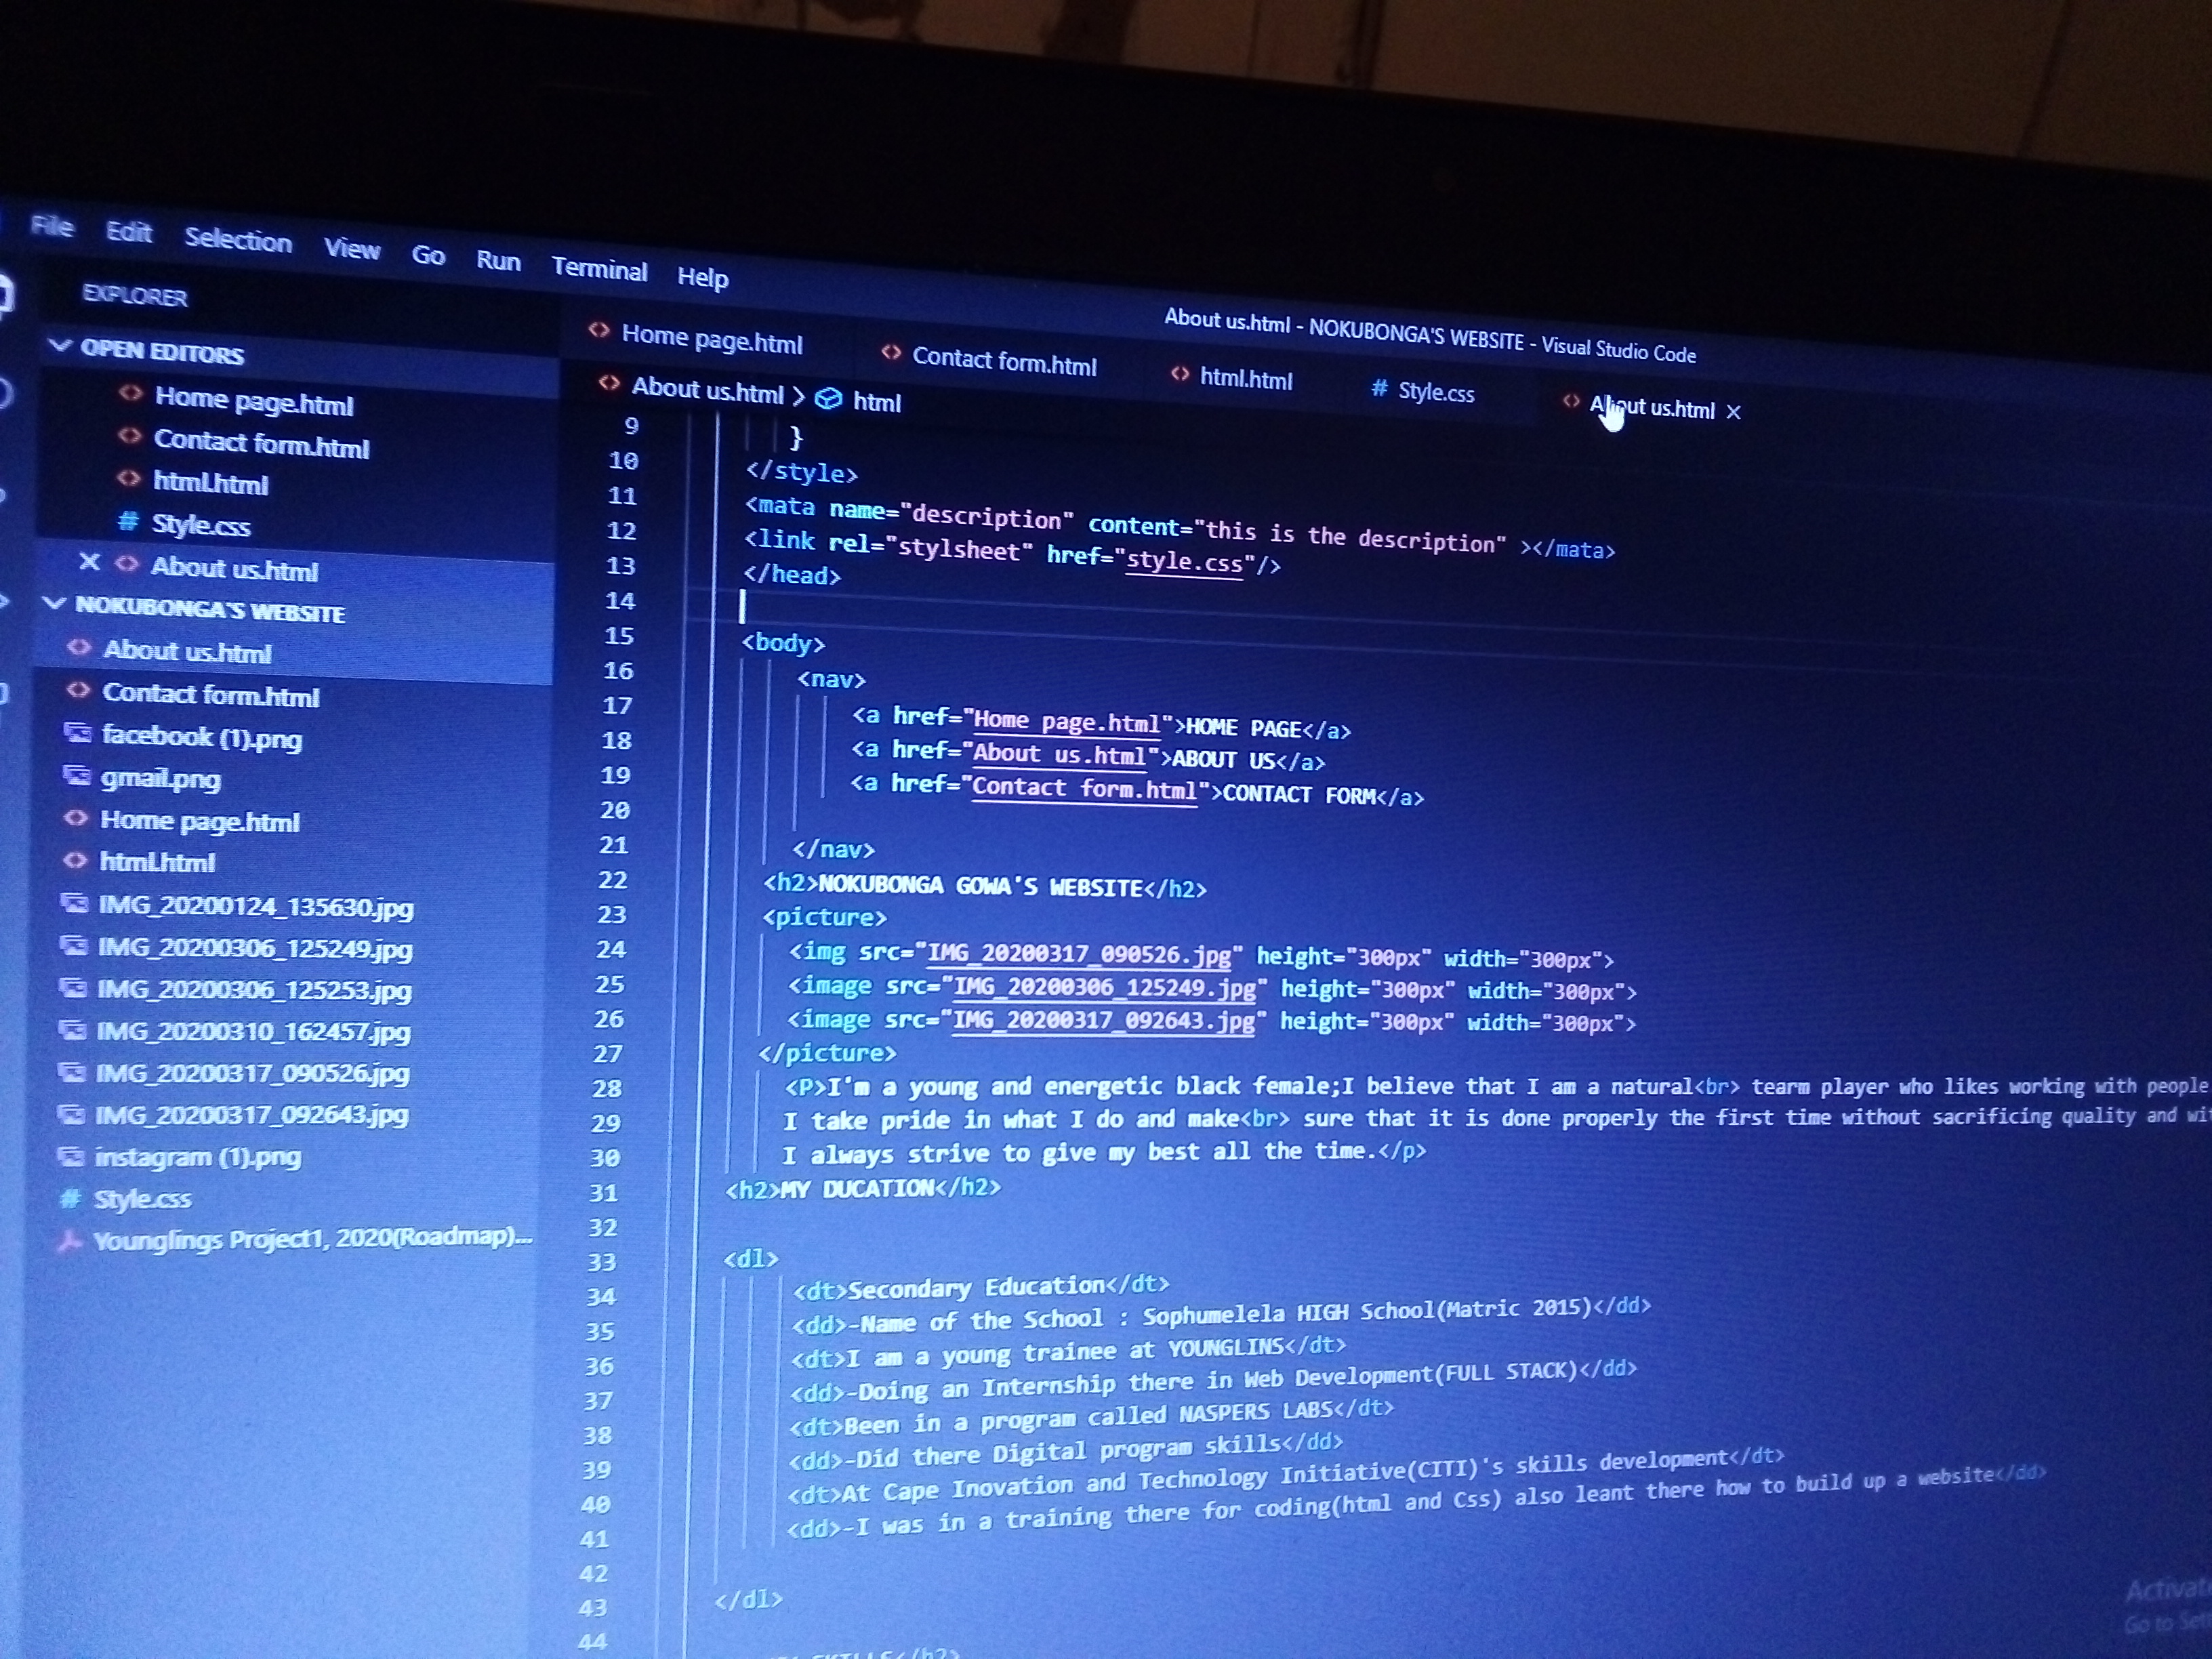 File Edit Selection View Go Run Terminal Help
About us.html - NOKUBONGA'S WEBSITE - Visual Studio Code
EXPLORER
OPEN EDITORS
Home page.html
Contact form.html
html.html
Style.css
About us.html
NOKUBONGA'S WEBSITE
About us.html
Contact form.html
facebook (1).png
gmail.png
Home page.html
html.html
IMG_20200124_135630.jpg
IMG_20200306_125249.jpg
IMG_20200306_125253.jpg
IMG_20200310_162457.jpg
IMG_20200317_090526.jpg
IMG_20200317_092643.jpg
instagram (1).png
Style.css
Younglings Project1, 2020(Roadmap)...
Home page.html Contact form.html html.html # Style.css About us.html
About us.html > html
9 }
10 </style>
11 <mata name="description" content="this is the description" ></mata>
12 <link rel="stylsheet" href="style.css"/>
13 </head>
14
15 <body>
16 <nav>
17 <a href="Home page.html">HOME PAGE</a>
18 <a href="About us.html">ABOUT US</a>
19 <a href="Contact form.html">CONTACT FORM</a>
20
21 </nav>
22 <h2>NOKUBONGA GOWA'S WEBSITE</h2>
23 <picture>
24 <img src="IMG_20200317_090526.jpg" height="300px" width="300px">
25 <image src="IMG_20200306_125249.jpg" height="300px" width="300px">
26 <image src="IMG_20200317_092643.jpg" height="300px" width="300px">
27 </picture>
28 <P>I'm a young and energetic black female;I believe that I am a natural<br> tearm player who likes working with people
29 I take pride in what I do and make<br> sure that it is done properly the first time without sacrificing quality and
30 I always strive to give my best all the time.</p>
31 <h2>MY DUCATION</h2>
32
33 <dl>
34 <dt>Secondary Education</dt>
35 <dd>-Name of the School : Sophumelela HIGH School(Matric 2015)</dd>
36 <dt>I am a young trainee at YOUNGLINS</dt>
37 <dd>-Doing an Internship there in Web Development(FULL STACK)</dd>
38 <dt>Been in a program called NASPERS LABS</dt>
39 <dd>-Did there Digital program skills</dd>
40 <dt>At Cape Inovation and Technology Initiative(CITI)'s skills development</dt>
41 <dd>-I was in a training there for coding(html and Css) also leant there how to build up a website</dd>
42
43 </dl>
44
SKILLS</h2>
Go to